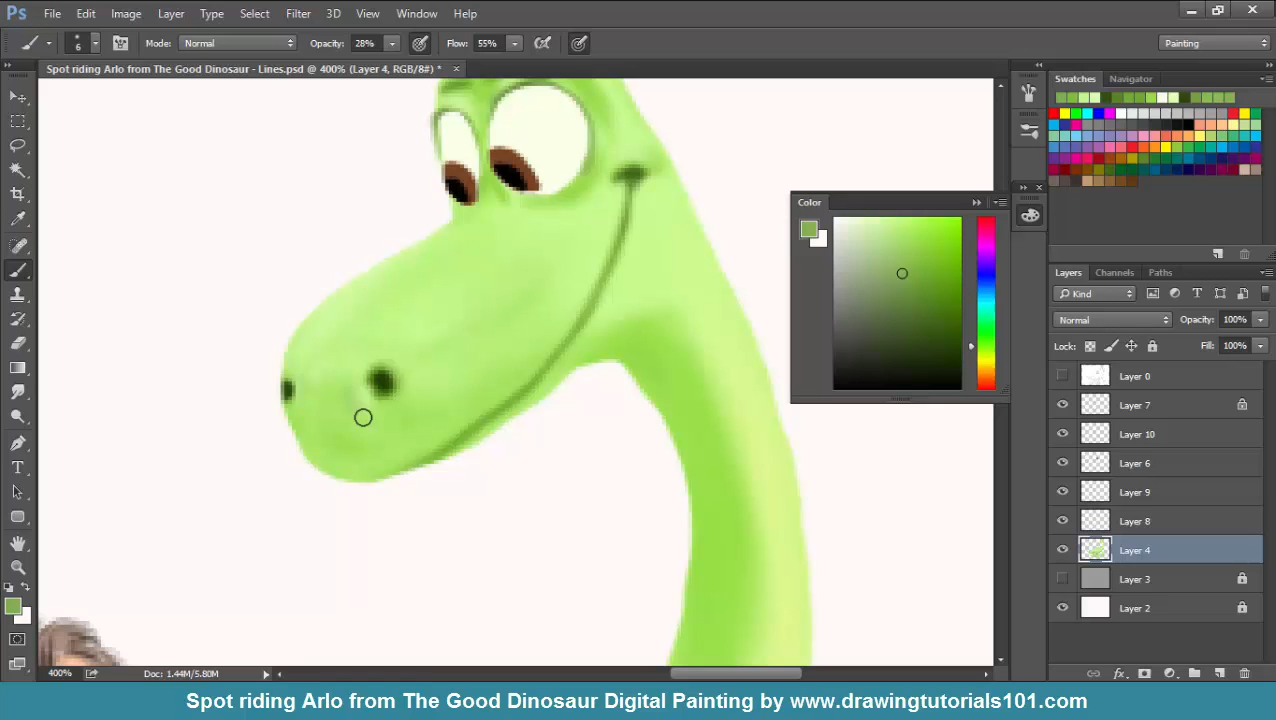 Ps File Edit Image Layer Type Select Filter 3D View Window Help
6 Mode: Normal Opacity: 28% Flow: 55% Painting
Spot riding Arlo from The Good Dinosaur - Lines.psd @ 400% (Layer 4, RGB/8#) * ×
Swatches Navigator
Color
Layers Channels Paths
Kind
Normal Opacity: 100%
Lock: Fill: 100%
Layer 0
Layer 7
Layer 10
Layer 6
Layer 9
Layer 8
Layer 4
Layer 3
Layer 2
T
400% Doc: 1.44M/5.80M
fx
Spot riding Arlo from The Good Dinosaur Digital Painting by www.drawingtutorials101.com